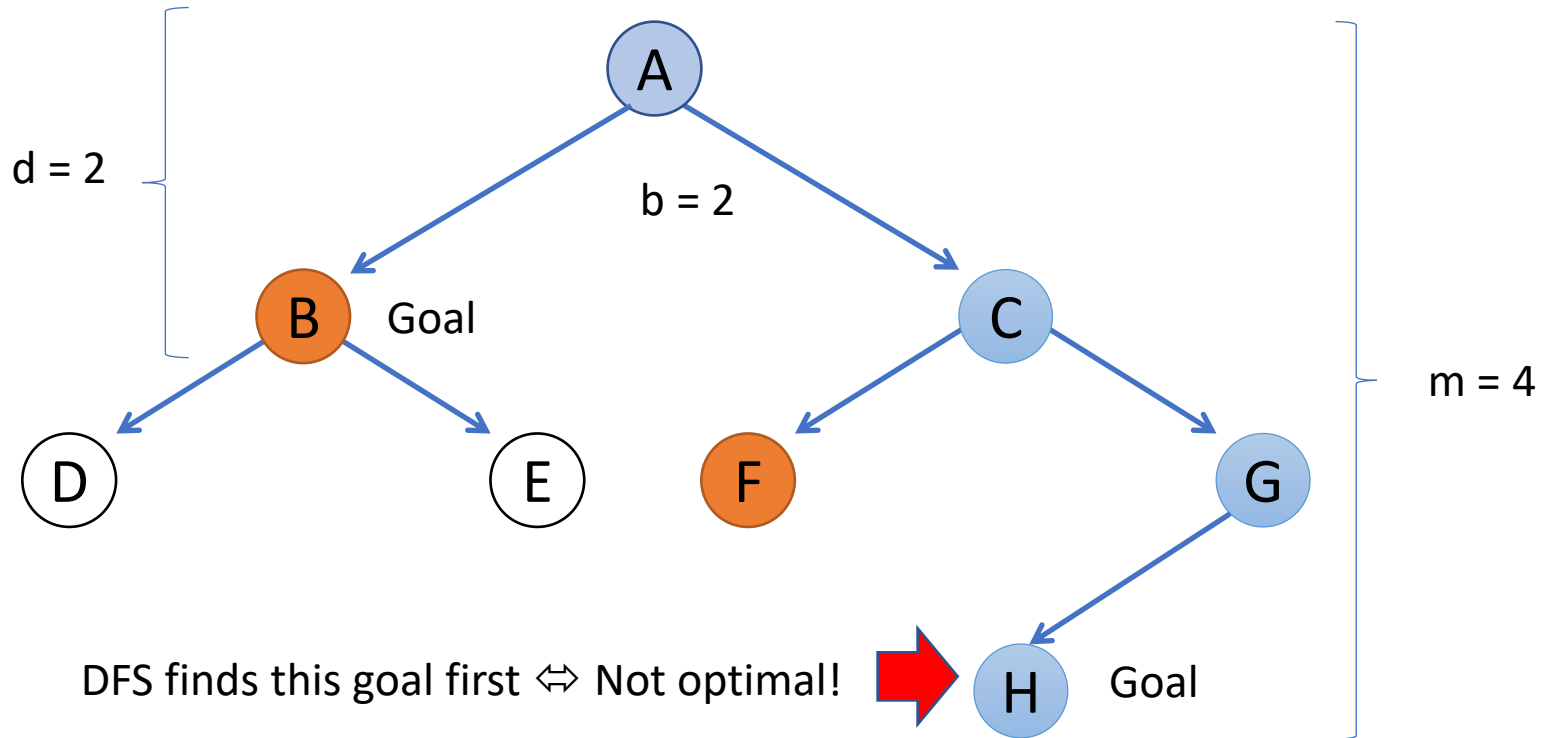 A
d = 2
b = 2
B
Goal
C
m = 4
D
E
F
G
DFS finds this goal first ⬄ Not optimal!
H
Goal